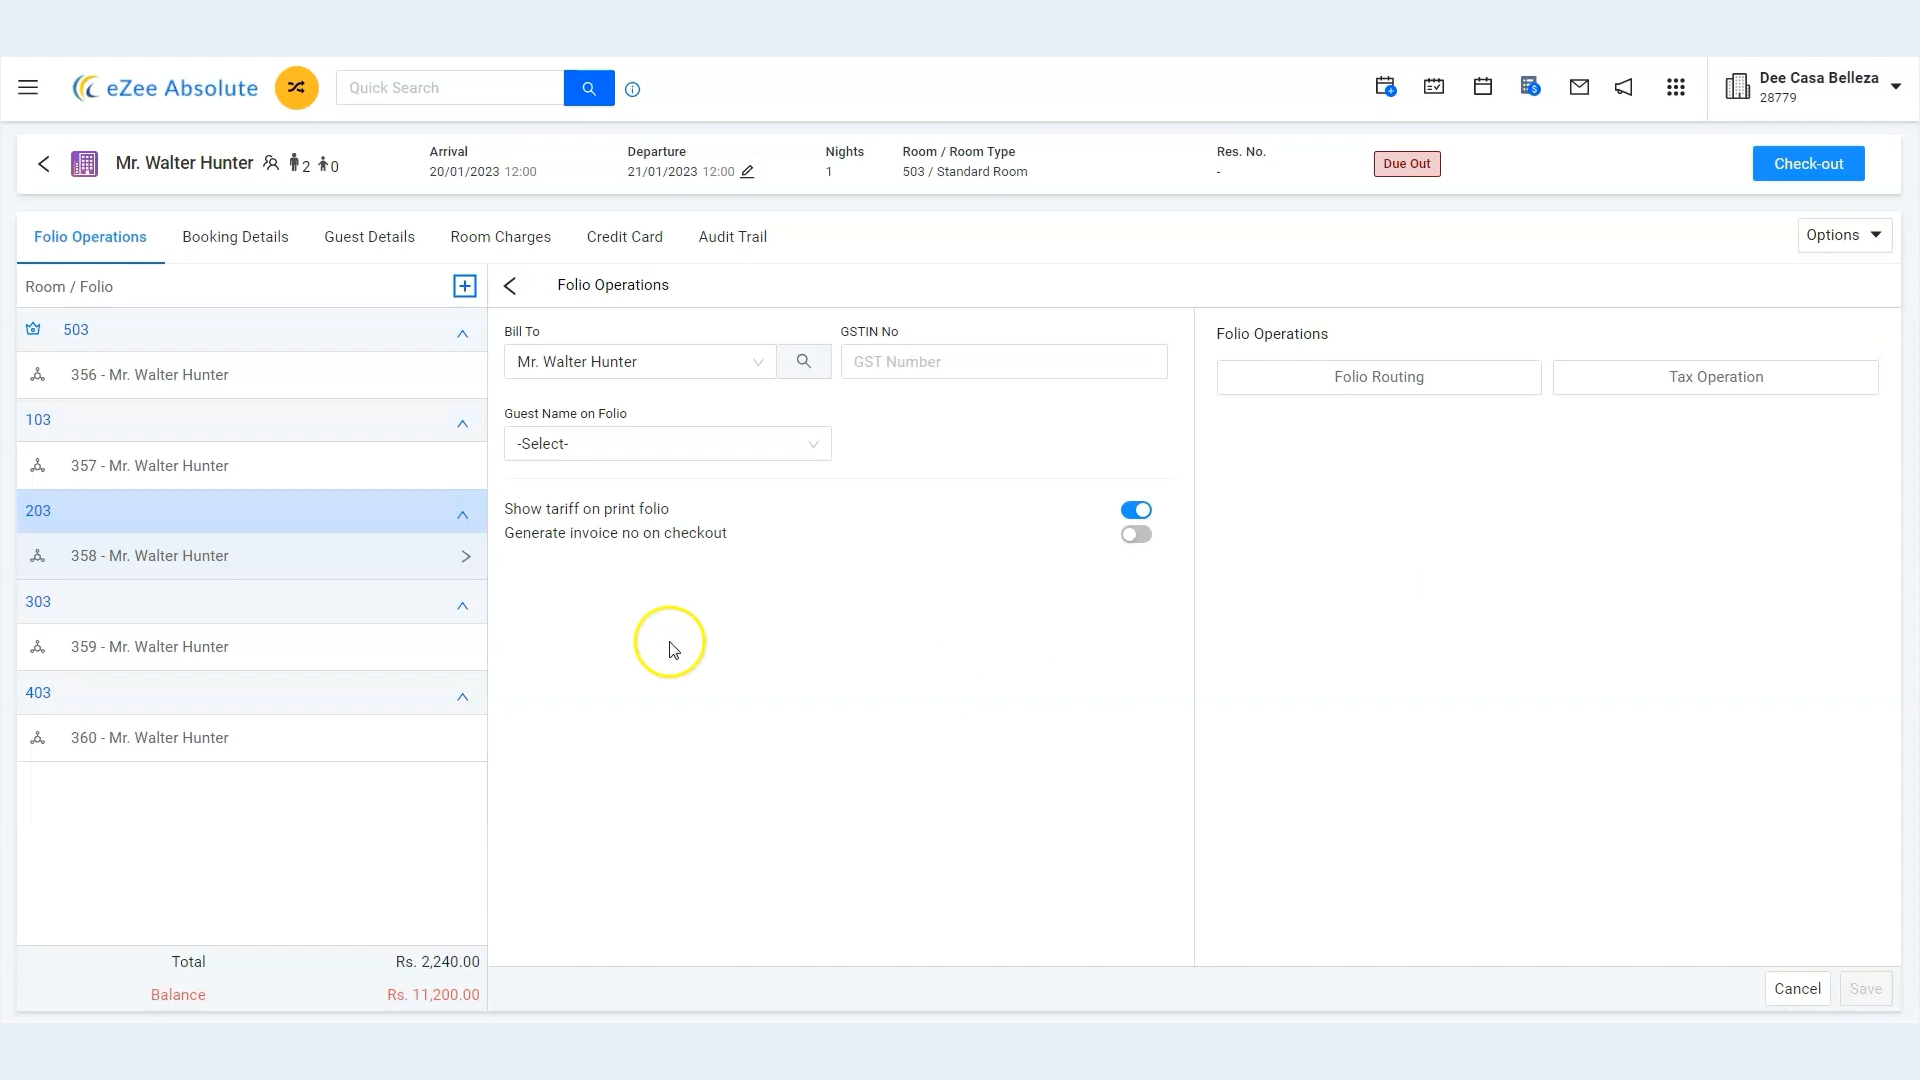 eZee Absolute
Quick Search
Dee Casa Belleza
28779
Mr. Walter Hunter 2 0
Arrival
20/01/2023 12:00
Departure
21/01/2023 12:00
Nights
1
Room / Room Type
503 / Standard Room
Res. No.
-
Due Out
Check-out
Folio Operations
Booking Details
Guest Details
Room Charges
Credit Card
Audit Trail
Options
Room / Folio
Folio Operations
503
356 - Mr. Walter Hunter
103
357 - Mr. Walter Hunter
203
358 - Mr. Walter Hunter
303
359 - Mr. Walter Hunter
403
360 - Mr. Walter Hunter
Total Rs. 2,240.00
Balance Rs. 11,200.00
Bill To
Mr. Walter Hunter
GSTIN No
GST Number
Guest Name on Folio
-Select-
Show tariff on print folio
Generate invoice no on checkout
Folio Operations
Folio Routing
Tax Operation
Cancel
Save